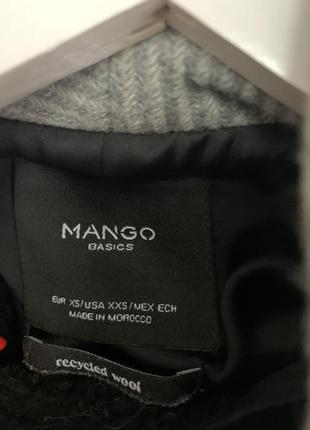 MANGO
BASICS
EUR XS/USA XXS/MEX ECH
MADE IN MOROCCO
recycled wool